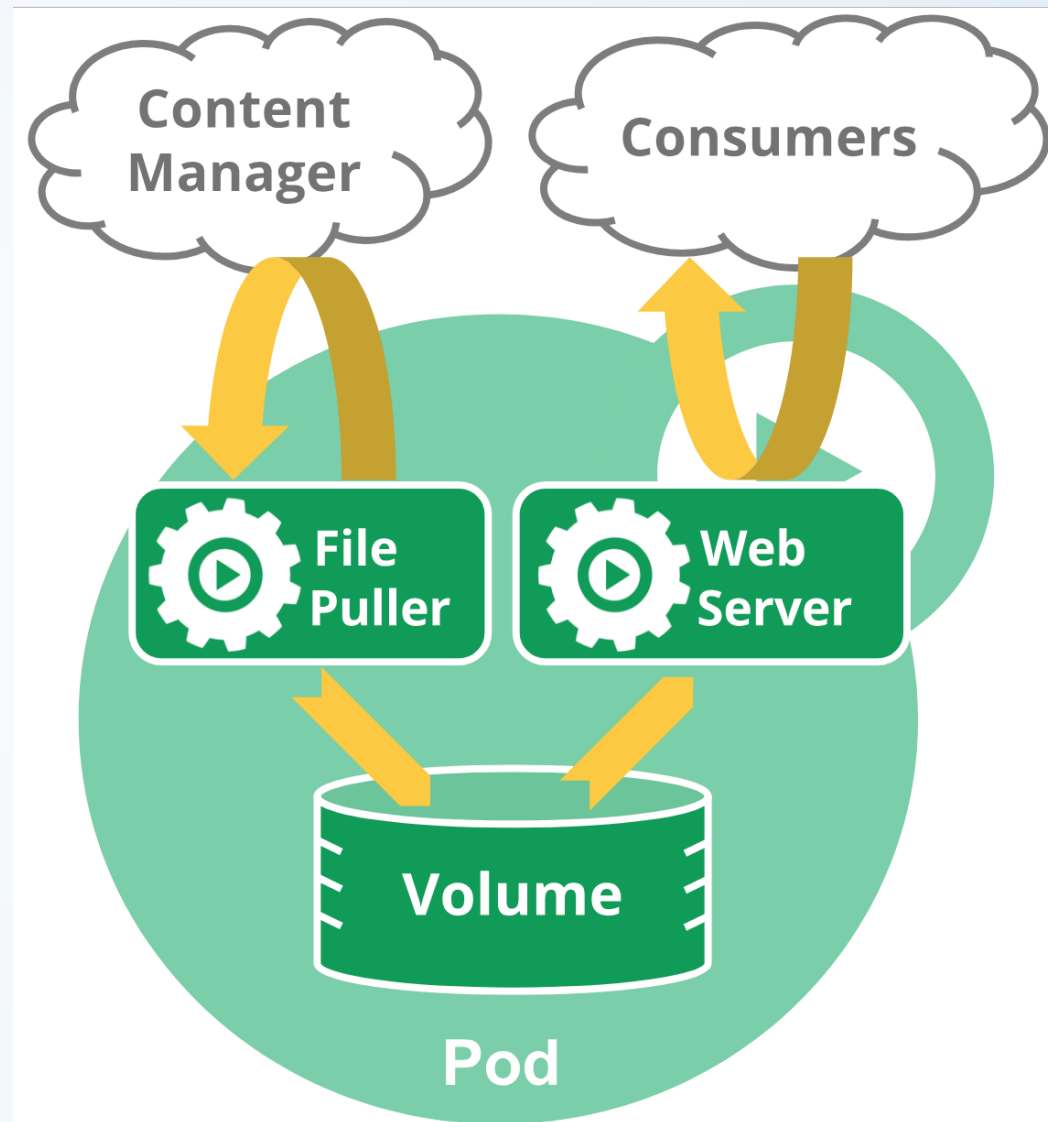 Content
Manager
Consumers
File
Puller
Web
Server
Volume
Pod